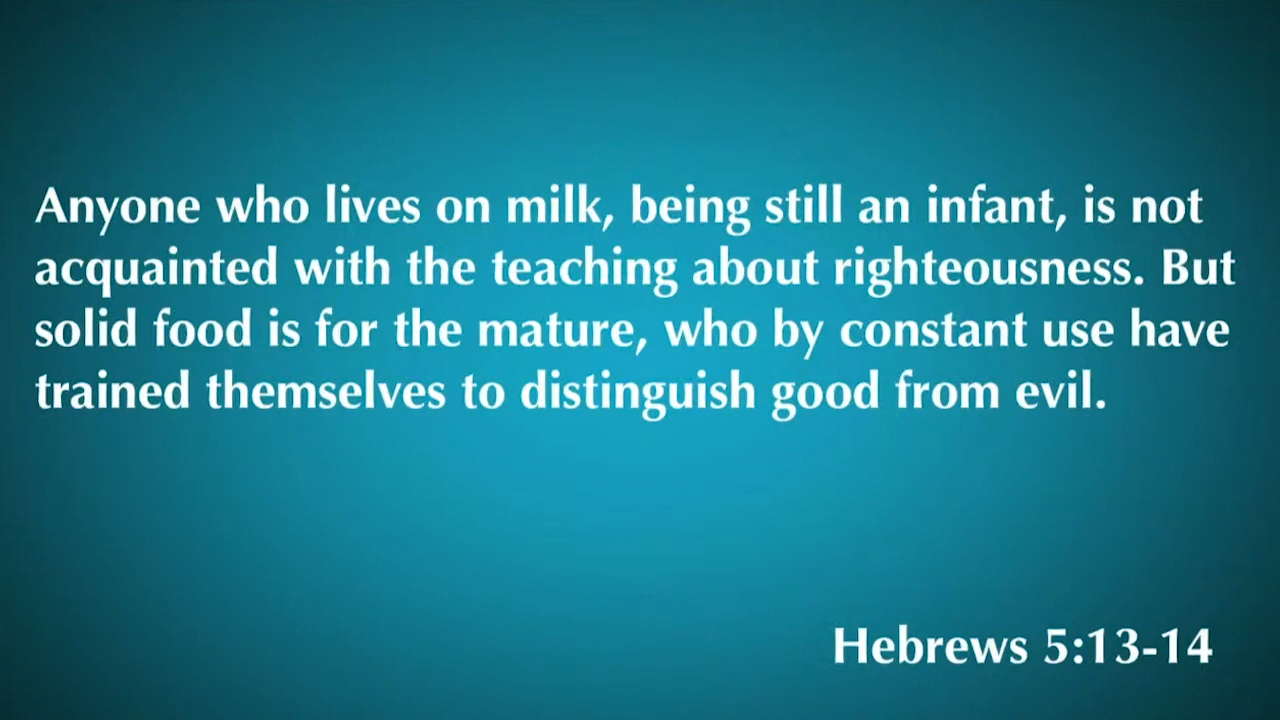 Anyone who lives on milk, being still an infant, is not
acquainted with the teaching about righteousness. But
solid food is for the mature, who by constant use have
trained themselves to distinguish good from evil.
Hebrews 5:13-14